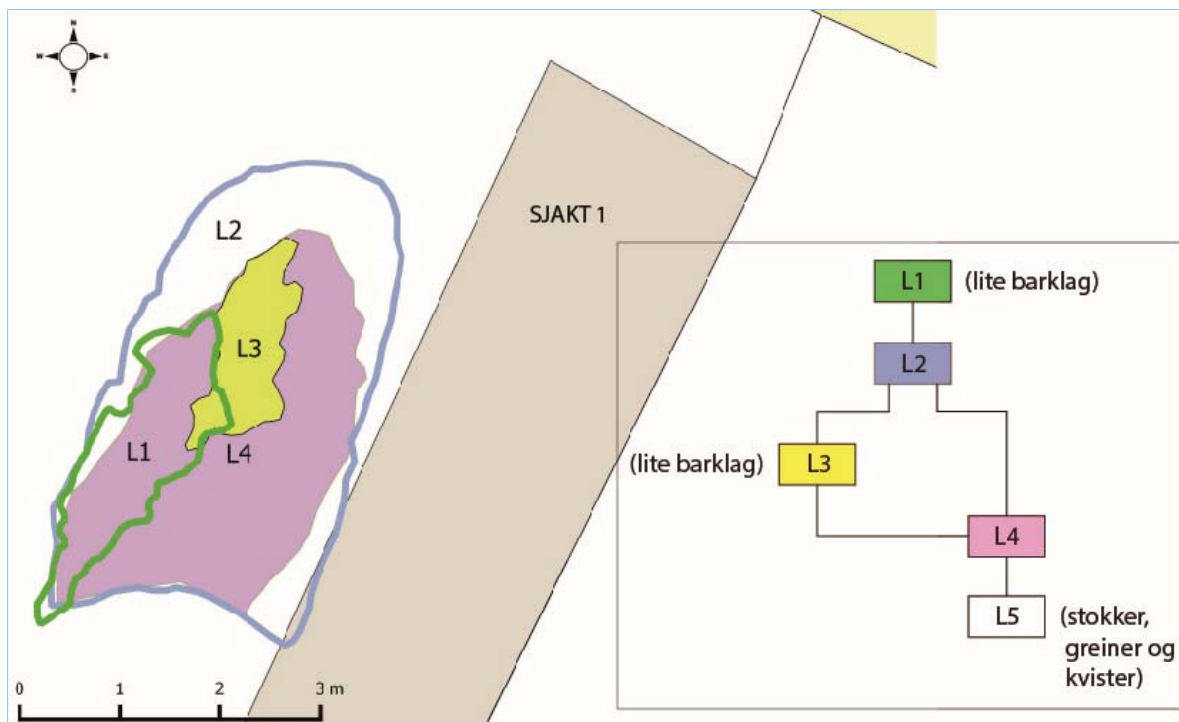 N
W
E
S
L2
SJAKT 1
L3
L1
L4
0 1 2 3 m
L1 (lite barklag)
L2
(lite barklag) L3
L4
L5 (stokker,
greiner og
kvister)